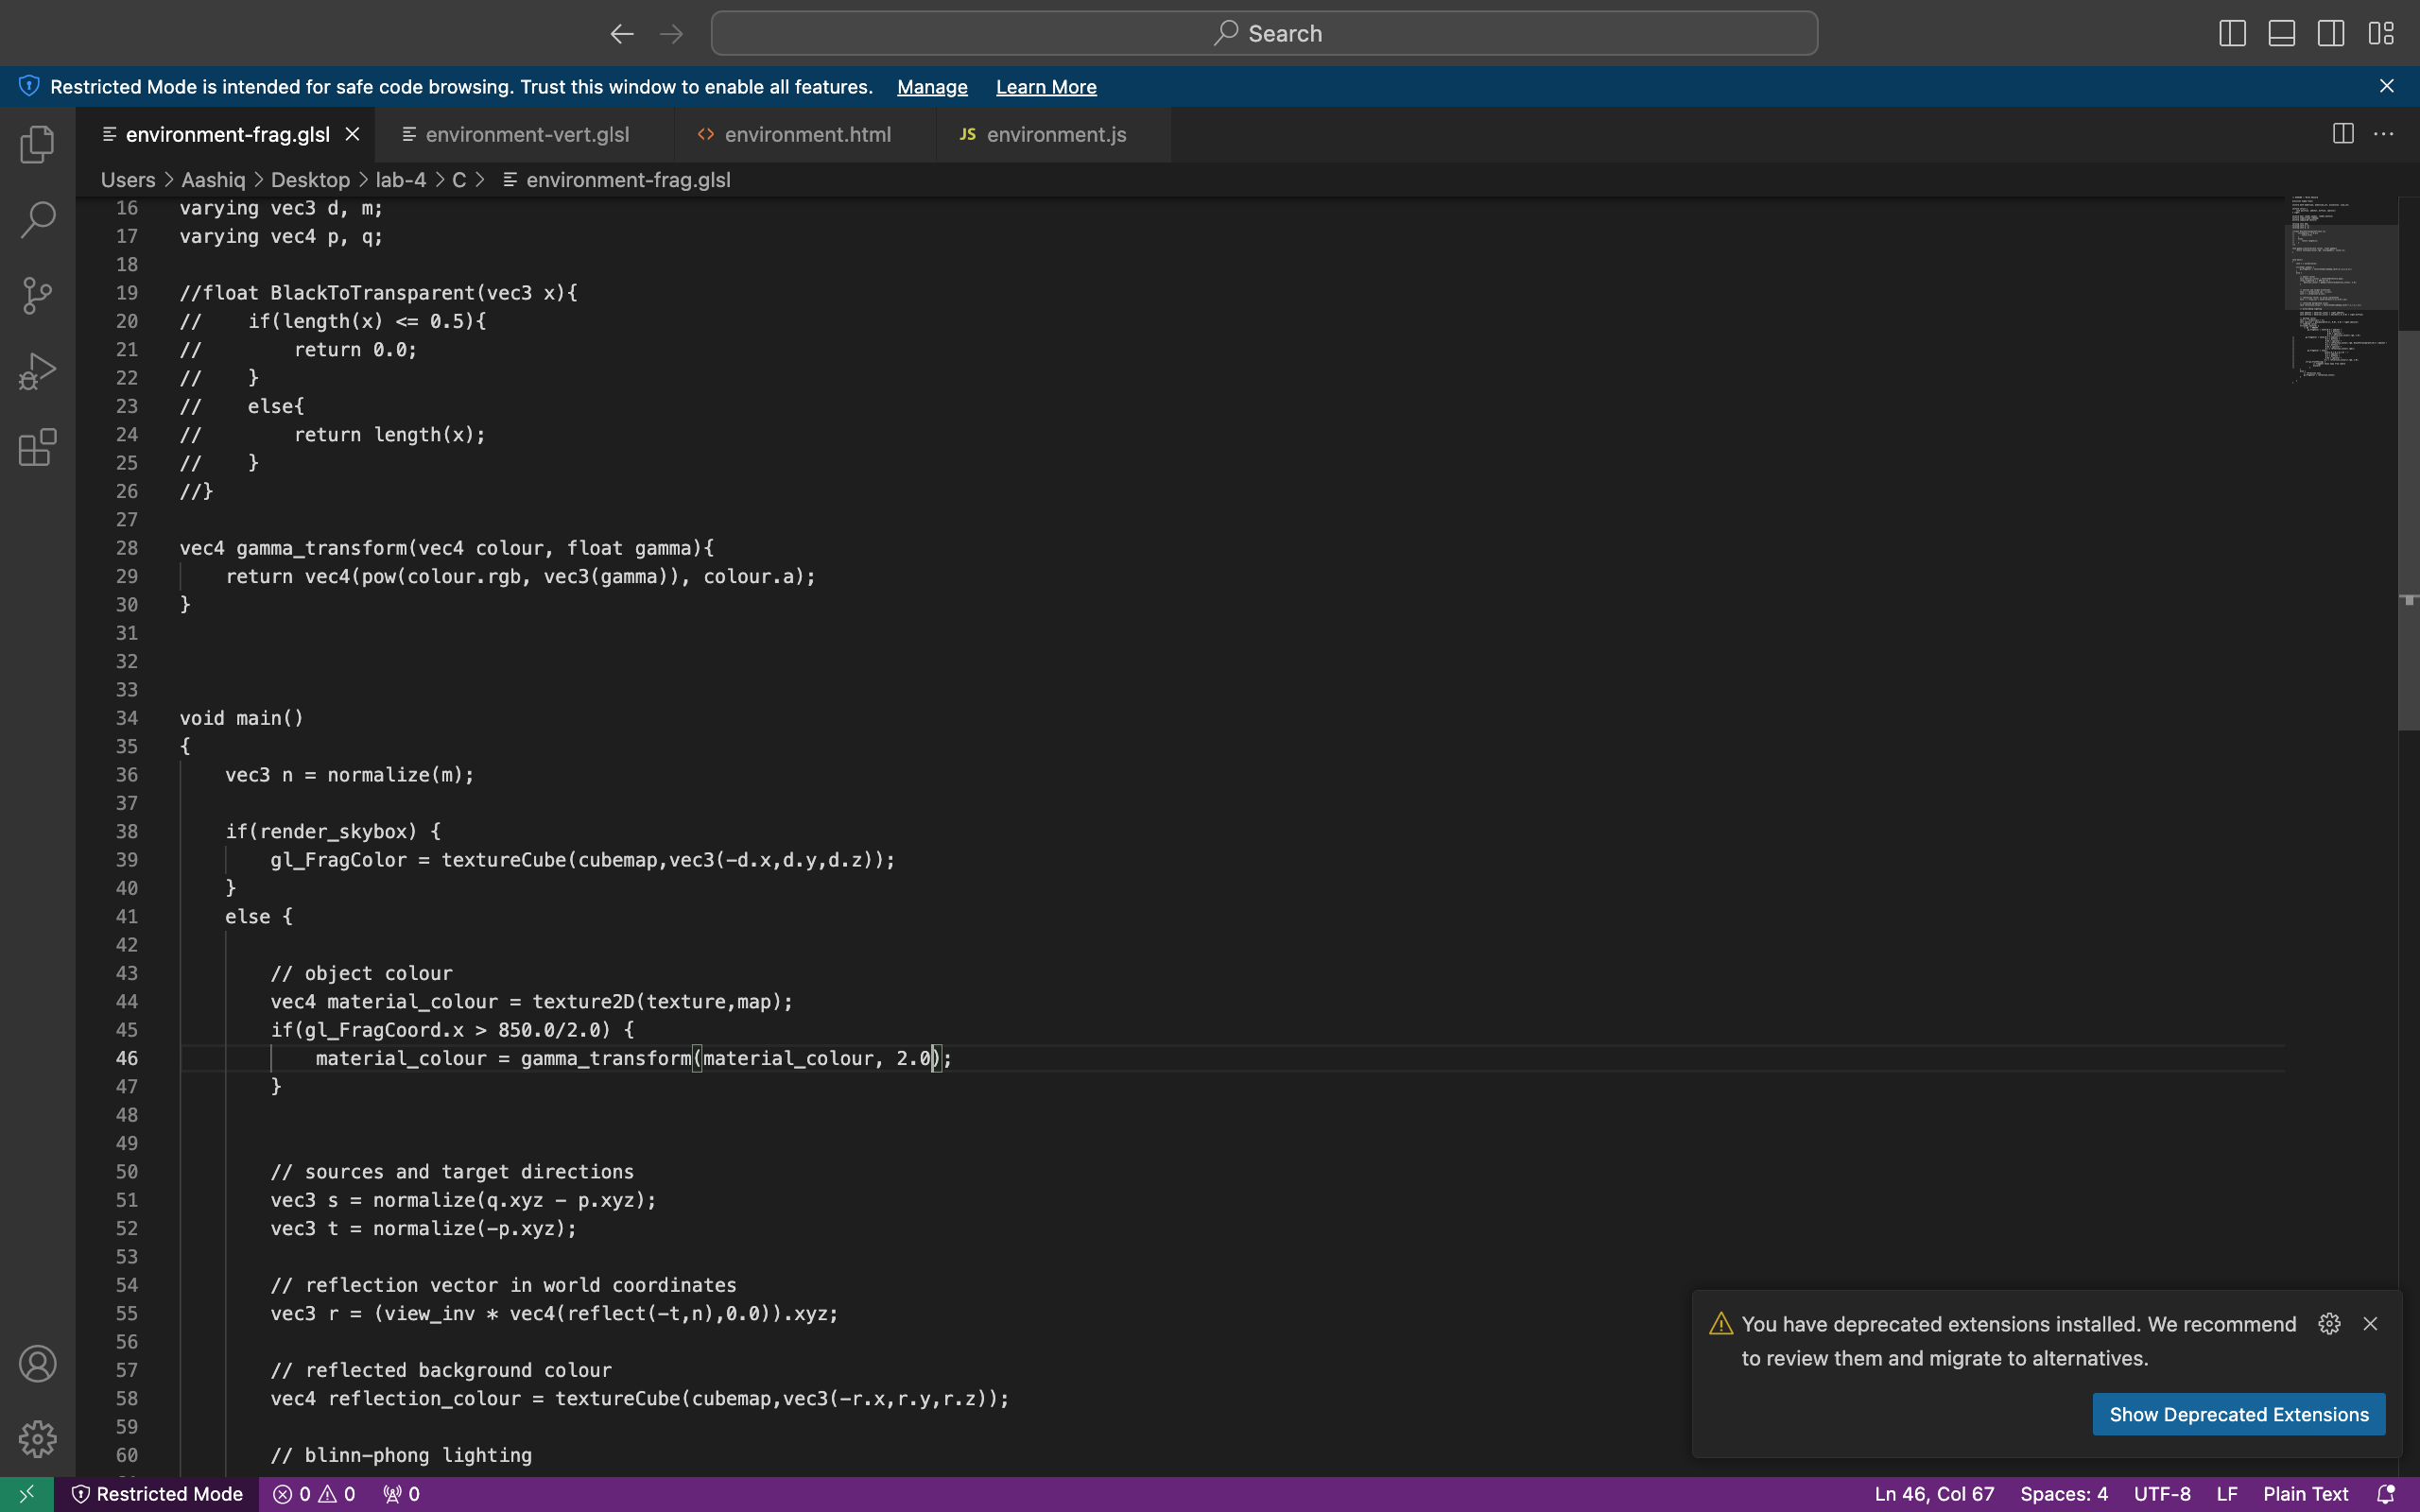 Search
Restricted Mode is intended for safe code browsing. Trust this window to enable all features. Manage Learn More
environment-frag.glsl environment-vert.glsl environment.html JS environment.js
Users > Aashiq > Desktop > lab-4 > C > environment-frag.glsl
16 varying vec3 d, m;
17 varying vec4 p, q;
18
19 //float BlackToTransparent(vec3 x){
20 //    if(length(x) <= 0.5){
21 //        return 0.0;
22 //    }
23 //    else{
24 //        return length(x);
25 //    }
26 //}
27
28 vec4 gamma_transform(vec4 colour, float gamma){
29     return vec4(pow(colour.rgb, vec3(gamma)), colour.a);
30 }
31
32
33
34 void main()
35 {
36     vec3 n = normalize(m);
37
38     if(render_skybox) {
39         gl_FragColor = textureCube(cubemap,vec3(-d.x,d.y,d.z));
40     }
41     else {
42
43         // object colour
44         vec4 material_colour = texture2D(texture,map);
45         if(gl_FragCoord.x > 850.0/2.0) {
46             material_colour = gamma_transform(material_colour, 2.0);
47         }
48
49
50         // sources and target directions
51         vec3 s = normalize(q.xyz - p.xyz);
52         vec3 t = normalize(-p.xyz);
53
54         // reflection vector in world coordinates
55         vec3 r = (view_inv * vec4(reflect(-t,n),0.0)).xyz;
56
57         // reflected background colour
58         vec4 reflection_colour = textureCube(cubemap,vec3(-r.x,r.y,r.z));
59
60         // blinn-phong lighting
You have deprecated extensions installed. We recommend
to review them and migrate to alternatives.
Show Deprecated Extensions
Restricted Mode 0 0 0 Ln 46, Col 67 Spaces: 4 UTF-8 LF Plain Text